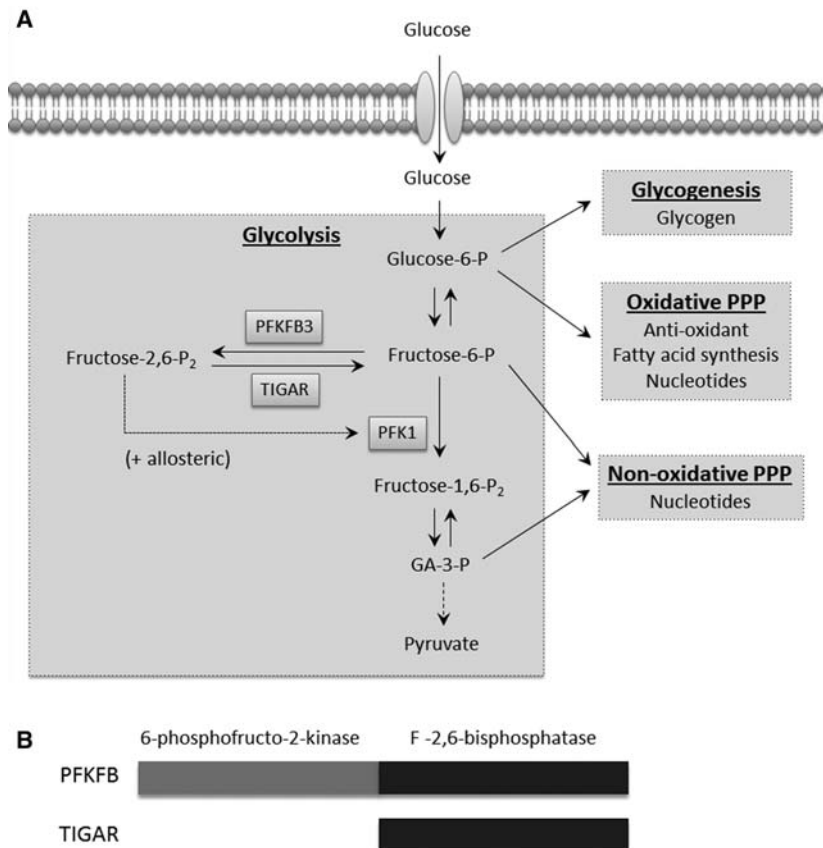 A
Glucose
Glucose
Glycolysis
Glucose-6-P
PFKFB3
Fructose-2,6-P₂
Fructose-6-P
TIGAR
PFK1
(+ allosteric)
Fructose-1,6-P₂
GA-3-P
Pyruvate
Glycogenesis
Glycogen
Oxidative PPP
Anti-oxidant
Fatty acid synthesis
Nucleotides
Non-oxidative PPP
Nucleotides
B
6-phosphofructo-2-kinase
F -2,6-bisphosphatase
PFKFB
TIGAR